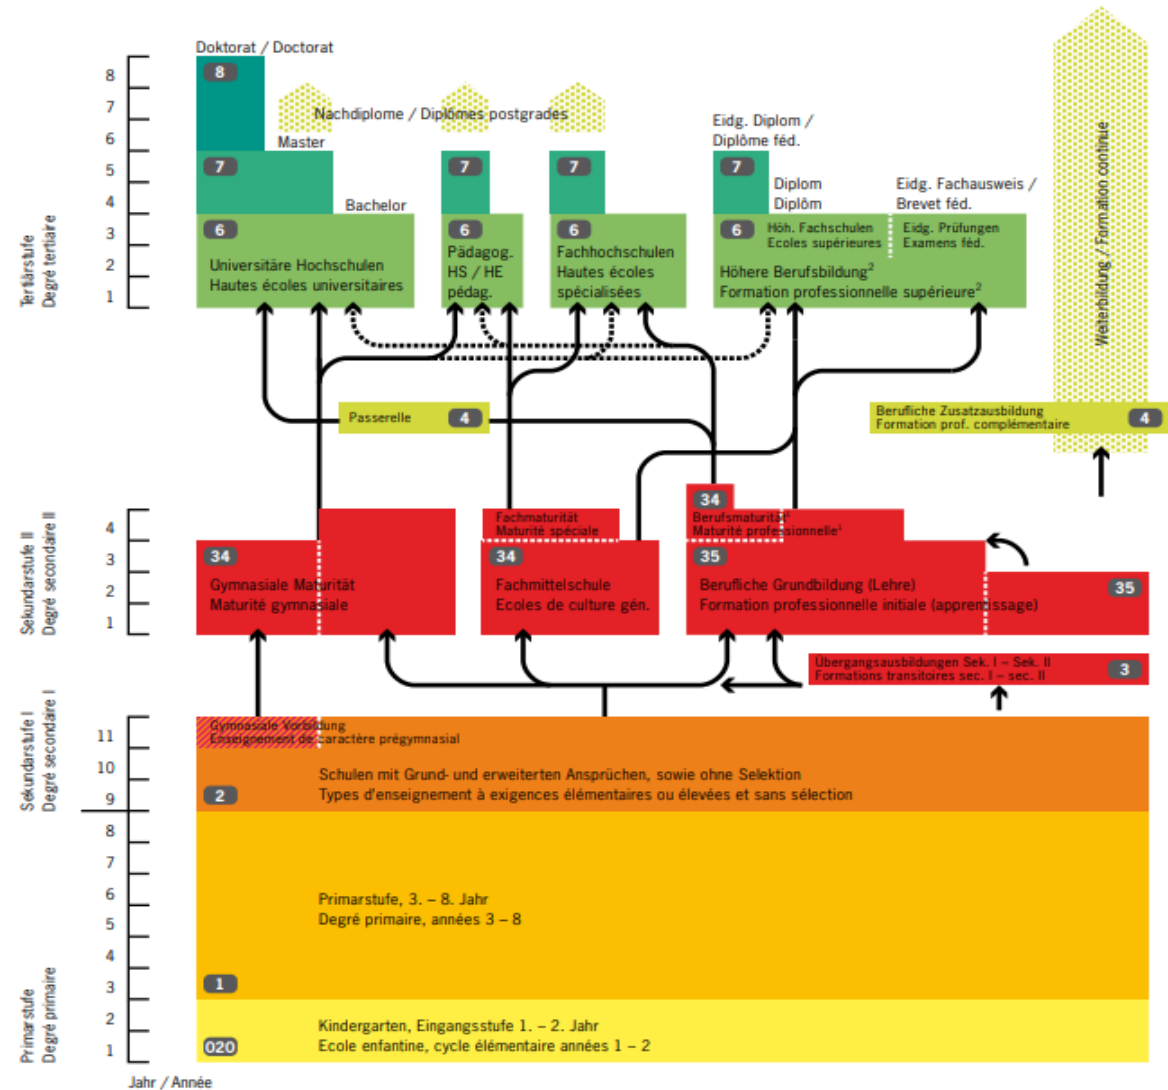 Doktorat / Doctorat
8
8
7
6
5
4
3
2
1
Tertiärstufe
Degré tertiaire
Nachdiplome / Diplômes postgrades
Master
7
7
7
Eidg. Diplom /
Diplôme féd.
7
Diplom
Diplôm
Eidg. Fachausweis /
Brevet féd.
Bachelor
6
Universitäre Hochschulen
Hautes écoles universitaires
6
Pädagog.
HS / HE
pédag.
6
Fachhochschulen
Hautes écoles
spécialisées
6
Höh. Fachschulen
Ecoles supérieures
Eidg. Prüfungen
Examens féd.
Höhere Berufsbildung²
Formation professionelle supérieure²
Weiterbildung / Formation continue
Passerelle
4
Berufliche Zusatzausbildung
Formation prof. complémentaire
4
Sekundarstufe II
Degré secondaire II
4
3
2
1
34
Gymnasiale Maturität
Maturité gymnasiale
Fachmaturität
Maturité spéciale
34
Fachmittelschule
Ecoles de culture gén.
34
Berufsmaturität¹
Maturité professionnelle¹
35
Berufliche Grundbildung (Lehre)
Formation professionnelle initiale (apprentissage)
35
Übergangsausbildungen Sek. I – Sek. II
Formations transitoires sec. I – sec. II
3
Sekundarstufe I
Degré secondaire I
11
10
9
Gymnasiale Vorbildung
Enseignement de caractère prégymnasial
Schulen mit Grund- und erweiterten Ansprüchen, sowie ohne Selektion
Types d'enseignement à exigences élémentaires ou élevées et sans sélection
2
Primarstufe
Degré primaire
8
7
6
5
4
3
2
1
Primarstufe, 3. – 8. Jahr
Degré primaire, années 3 – 8
1
Kindergarten, Eingangsstufe 1. – 2. Jahr
Ecole enfantine, cycle élémentaire années 1 – 2
020
Jahr / Année